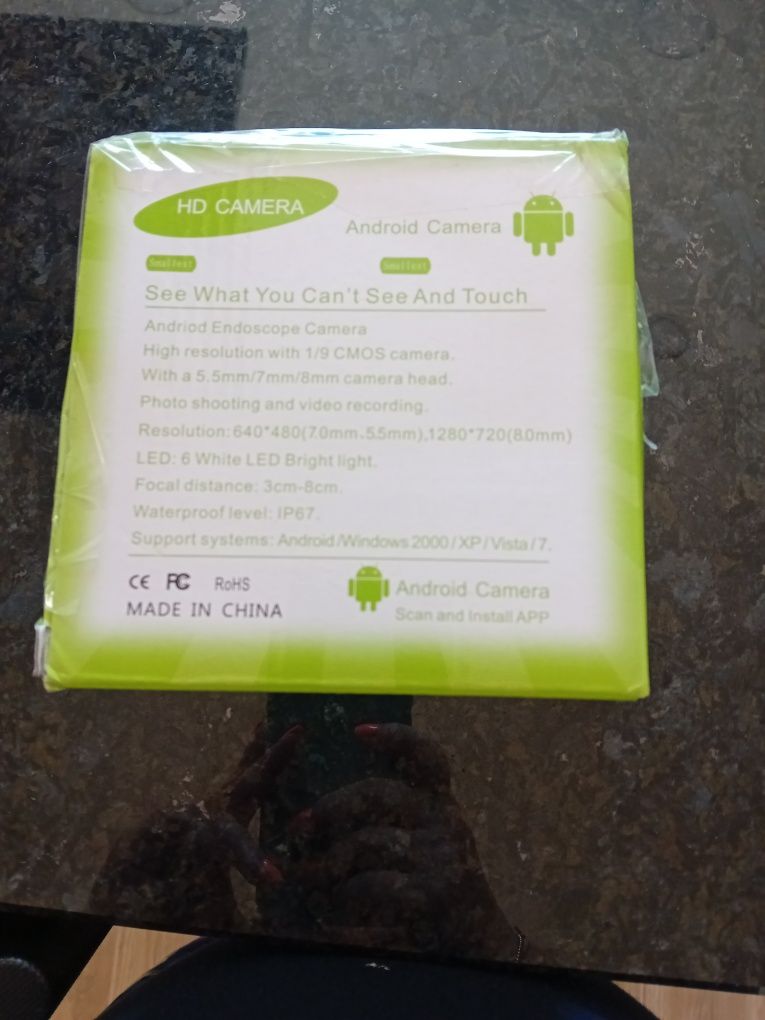 HD CAMERA
Android Camera
Smallest
Smallest
See What You Can't See And Touch
Andriod Endoscope Camera
High resolution with 1/9 CMOS camera.
With a 5.5mm/7mm/8mm camera head.
Photo shooting and video recording.
Resolution:640*480(7.0mm、5.5mm),1280*720(8.0mm)
LED: 6 White LED Bright light.
Focal distance: 3cm-8cm.
Waterproof level: IP67.
Support systems: Android/Windows 2000/XP/Vista/7.
CE FC RoHS
MADE IN CHINA
Android Camera
Scan and Install APP